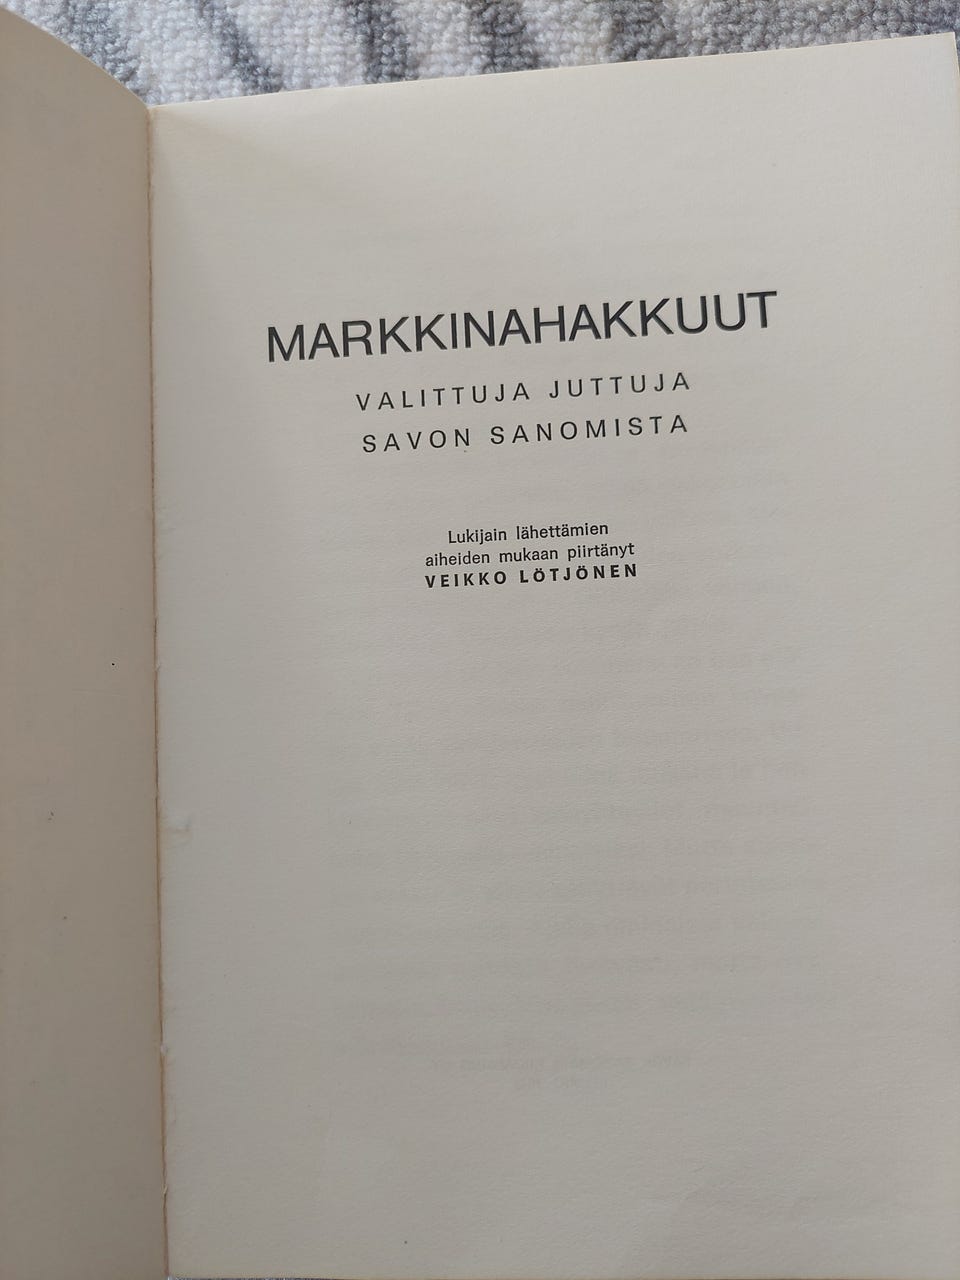 MARKKINAHAKKUUT
VALITTUJA JUTTUJA
SAVON SANOMISTA
Lukijain lähettämien
aiheiden mukaan piirtänyt
VEIKKO LÖTJÖNEN